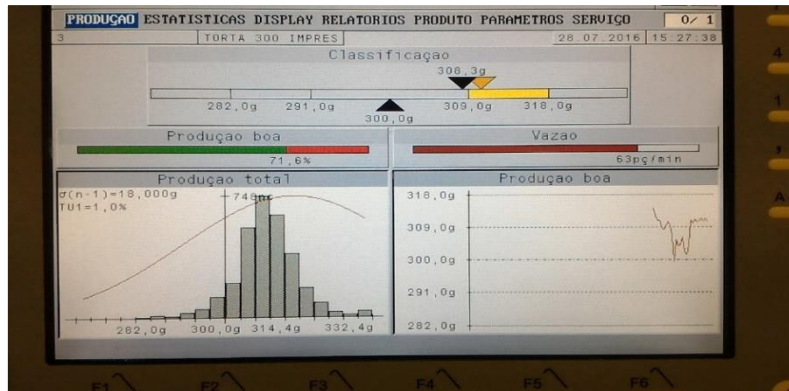 PRODUÇAO ESTATISTICAS DISPLAY RELATORIOS PRODUTO PARAMETROS SERVIÇO 0/ 1
3 TORTA 300 IMPRES 28.07.2016 15:27:38
Classificaçao
308,3g
282,0g 291,0g 309,0g 318,0g
300,0g
Produçao boa
71,6%
Vazao
63pç/min
Produçao total
σ(n-1)=18,000g
TU1=1,0%
748pç
282,0g 300,0g 314,4g 332,4g
Produçao boa
318,0g
309,0g
300,0g
291,0g
282,0g
F1 F2 F3 F4 F5 F6